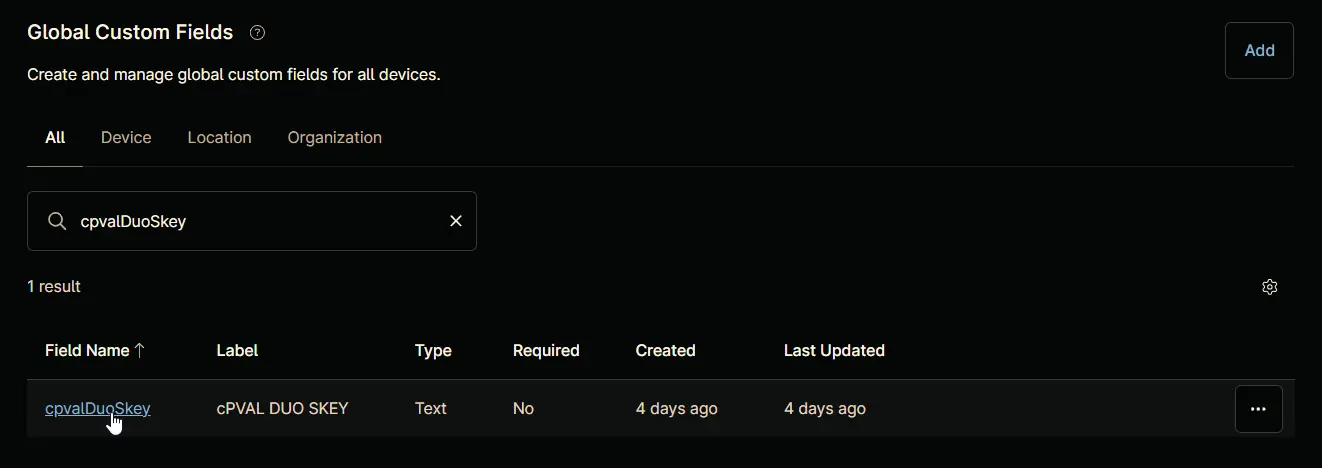 Global Custom Fields ?
Add
Create and manage global custom fields for all devices.
All Device Location Organization
cpvalDuoSkey
1 result
Field Name ↑ Label Type Required Created Last Updated
cpvalDuoSkey cPVAL DUO SKEY Text No 4 days ago 4 days ago